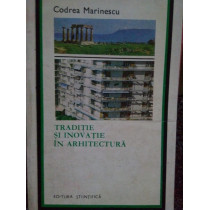 Codrea Marinescu
TRADIȚIE
ȘI INOVAȚIE
ÎN ARHITECTURĂ
EDITURA ȘTIINȚIFICĂ